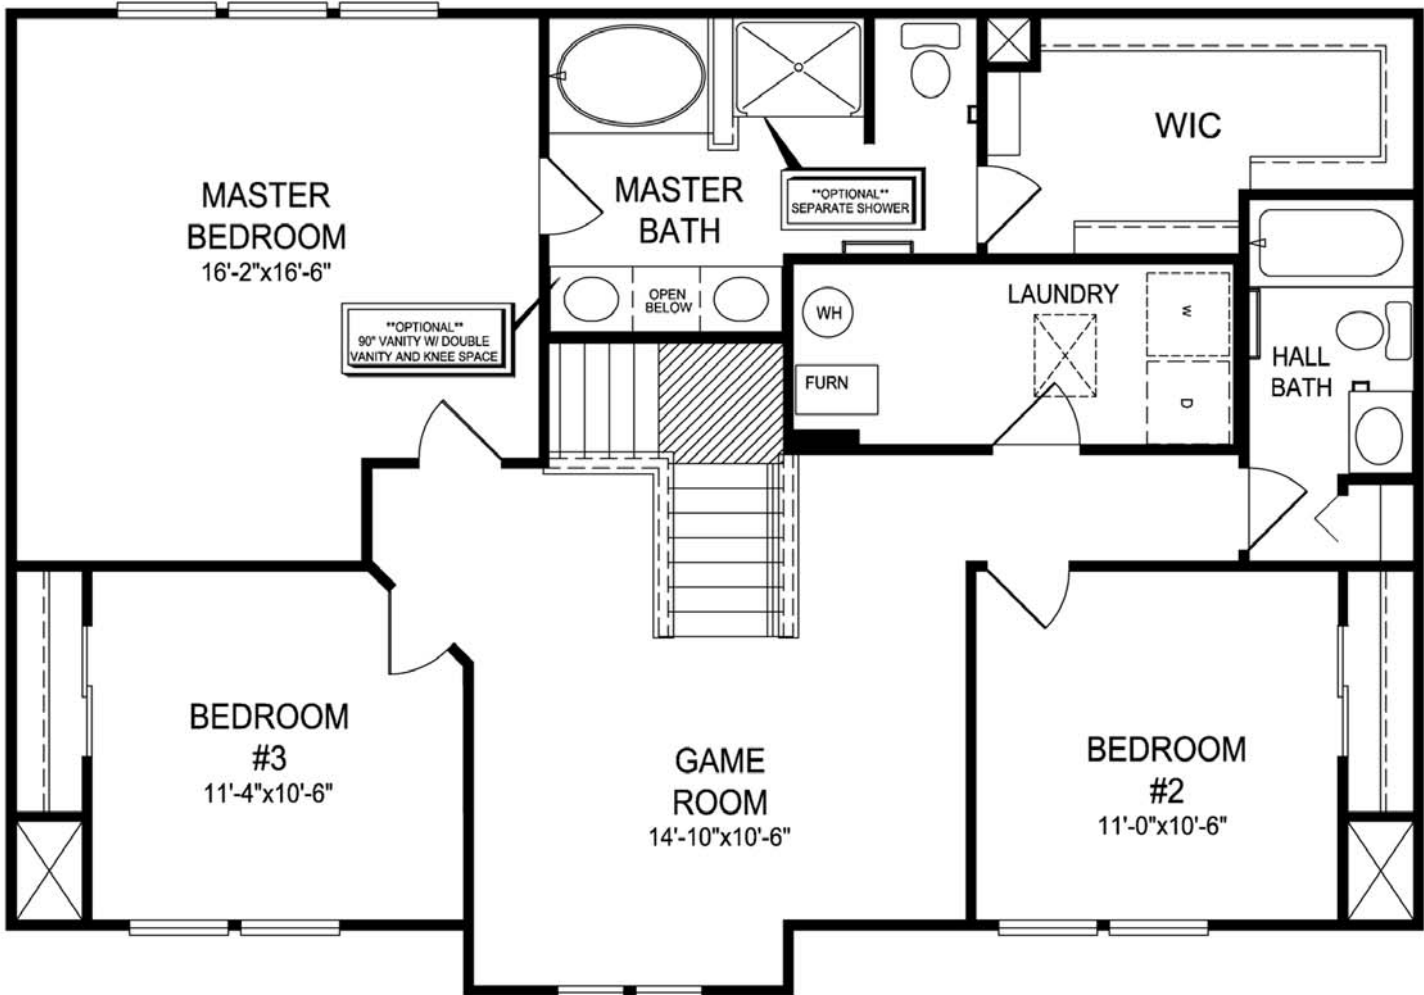 MASTER
BEDROOM
16'-2"x16'-6"
**OPTIONAL**
90" VANITY W/ DOUBLE
VANITY AND KNEE SPACE
MASTER
BATH
**OPTIONAL**
SEPARATE SHOWER
OPEN
BELOW
WIC
LAUNDRY
WH
FURN
W
D
HALL
BATH
BEDROOM
#3
11'-4"x10'-6"
GAME
ROOM
14'-10"x10'-6"
BEDROOM
#2
11'-0"x10'-6"